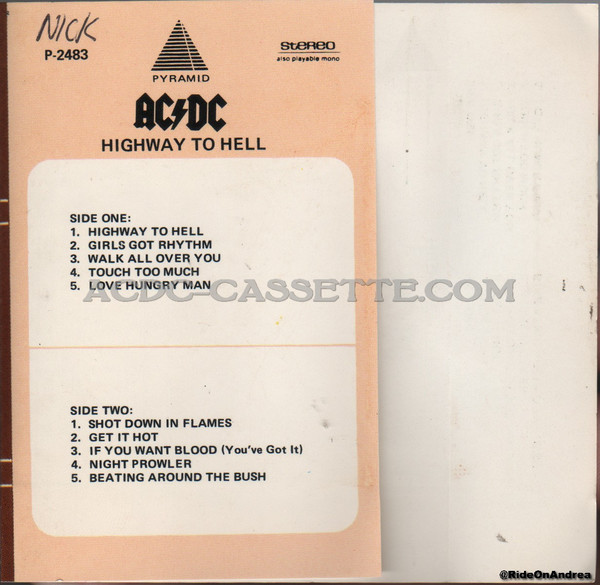 NICK
P-2483
PYRAMID
STEREO
also playable mono
AC⚡DC
HIGHWAY TO HELL
SIDE ONE:
1. HIGHWAY TO HELL
2. GIRLS GOT RHYTHM
3. WALK ALL OVER YOU
4. TOUCH TOO MUCH
5. LOVE HUNGRY MAN
ACDC-CASSETTE.COM
SIDE TWO:
1. SHOT DOWN IN FLAMES
2. GET IT HOT
3. IF YOU WANT BLOOD (You've Got It)
4. NIGHT PROWLER
5. BEATING AROUND THE BUSH
@RideOnAndrea